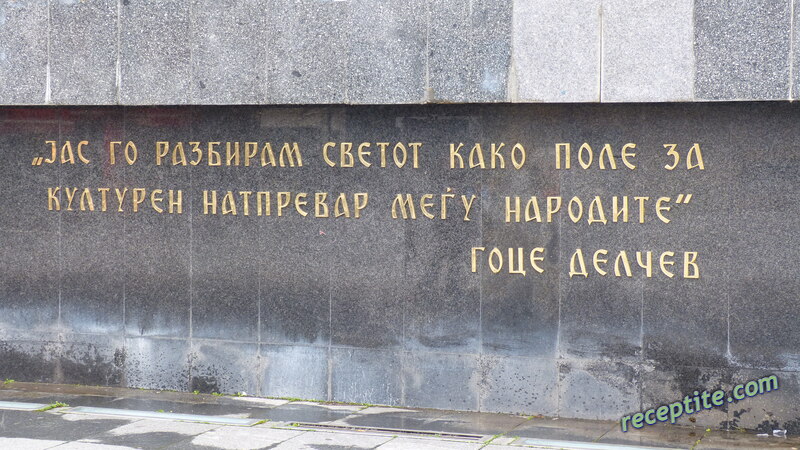 „ЈАС ГО РАЗБИРАМ СВЕТОТ КАКО ПОЛЕ ЗА
КУЛТУРЕН НАТПРЕВАР МЕЃУ НАРОДИТЕ“
ГОЦЕ ДЕЛЧЕВ
receptite.com